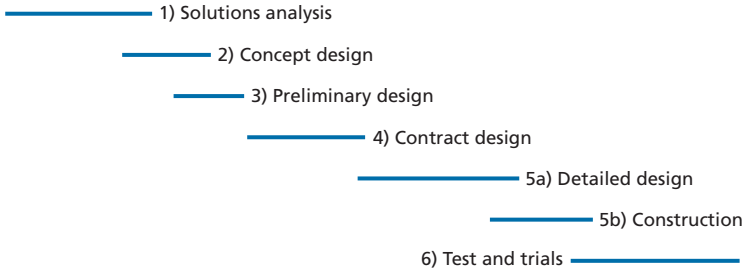 1) Solutions analysis
2) Concept design
3) Preliminary design
4) Contract design
5a) Detailed design
5b) Construction
6) Test and trials